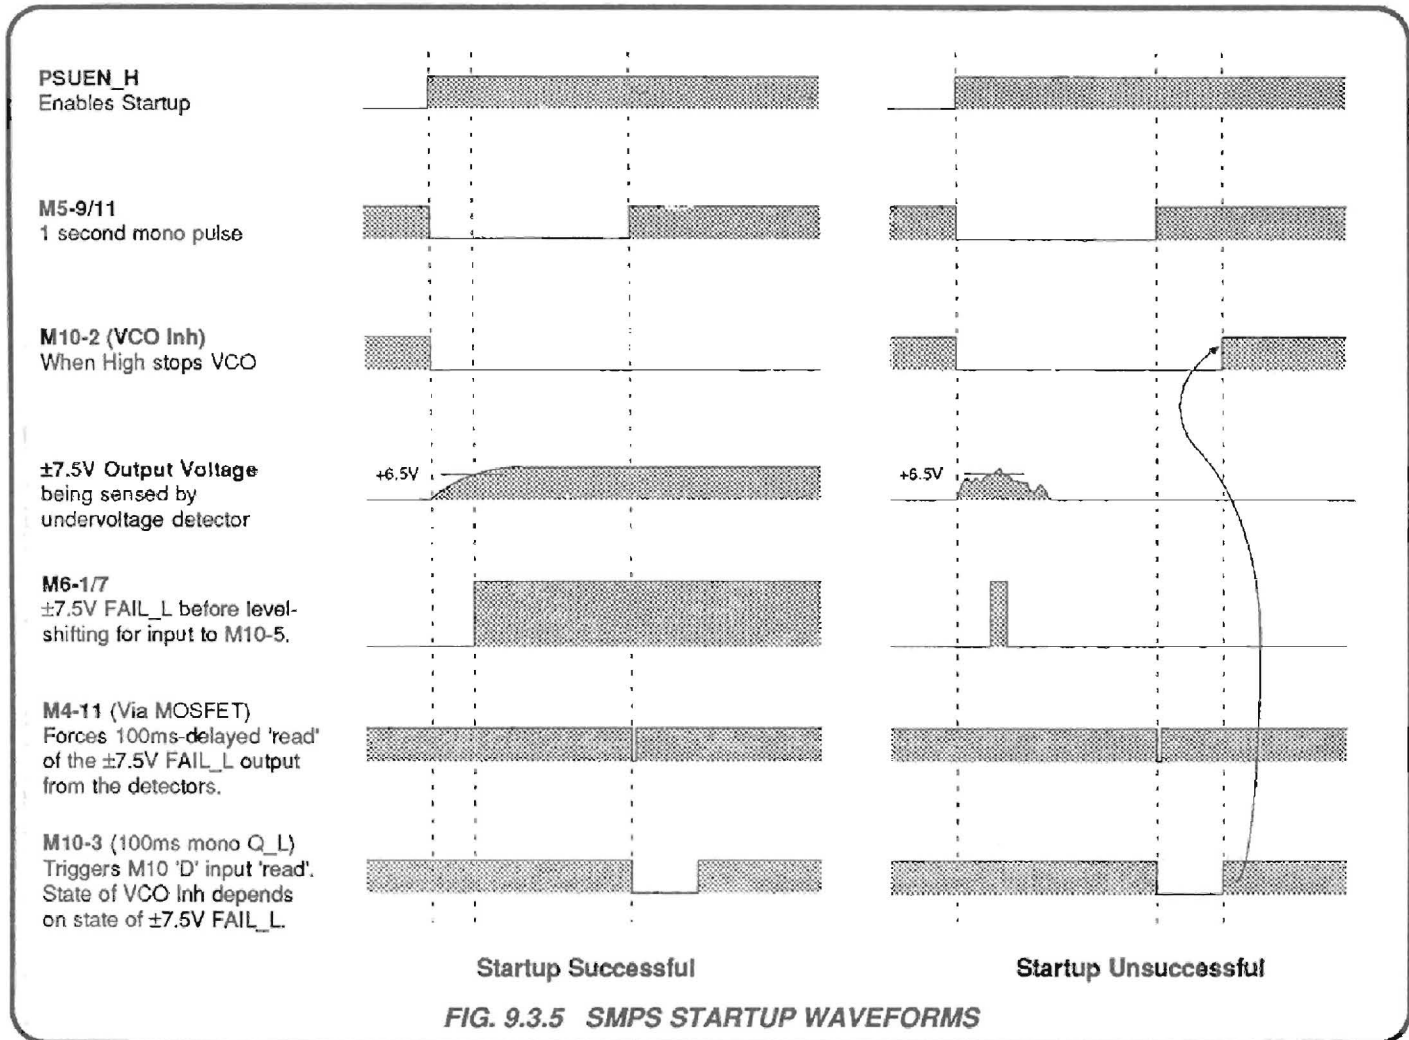 PSUEN_H
Enables Startup
M5-9/11
1 second mono pulse
M10-2 (VCO Inh)
When High stops VCO
±7.5V Output Voltage
being sensed by
undervoltage detector
+6.5V
+6.5V
M6-1/7
±7.5V FAIL_L before level-
shifting for input to M10-5.
M4-11 (Via MOSFET)
Forces 100ms-delayed 'read'
of the ±7.5V FAIL_L output
from the detectors.
M10-3 (100ms mono Q_L)
Triggers M10 'D' input 'read'.
State of VCO Inh depends
on state of ±7.5V FAIL_L.
Startup Successful
Startup Unsuccessful
FIG. 9.3.5 SMPS STARTUP WAVEFORMS